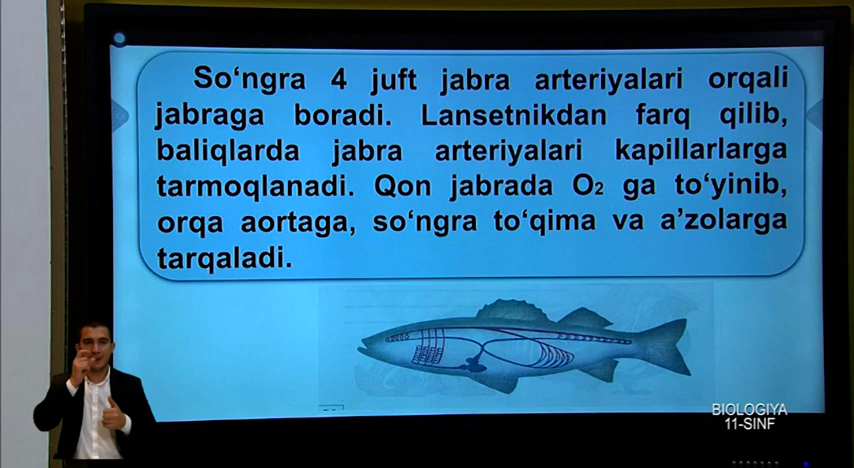 So‘ngra 4 juft jabra arteriyalari orqali
jabraga boradi. Lansetnikdan farq qilib,
baliqlarda jabra arteriyalari kapillarlarga
tarmoqlanadi. Qon jabrada O₂ ga to‘yinib,
orqa aortaga, so‘ngra to‘qima va a’zolarga
tarqaladi.
BIOLOGIYA
11-SINF